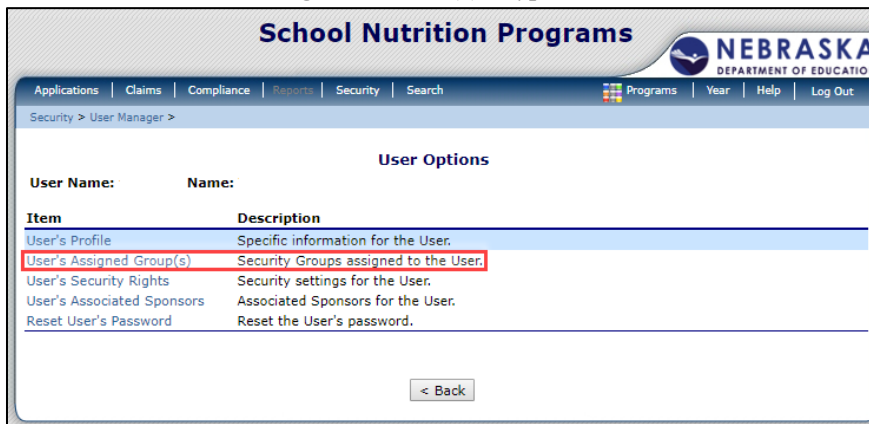 School Nutrition Programs
NEBRASKA
DEPARTMENT OF EDUCATIO
Applications | Claims | Compliance | Reports | Security | Search Programs | Year | Help | Log Out
Security > User Manager >
User Options
User Name: Name:
Item Description
User's Profile Specific information for the User.
User's Assigned Group(s) Security Groups assigned to the User.
User's Security Rights Security settings for the User.
User's Associated Sponsors Associated Sponsors for the User.
Reset User's Password Reset the User's password.
< Back